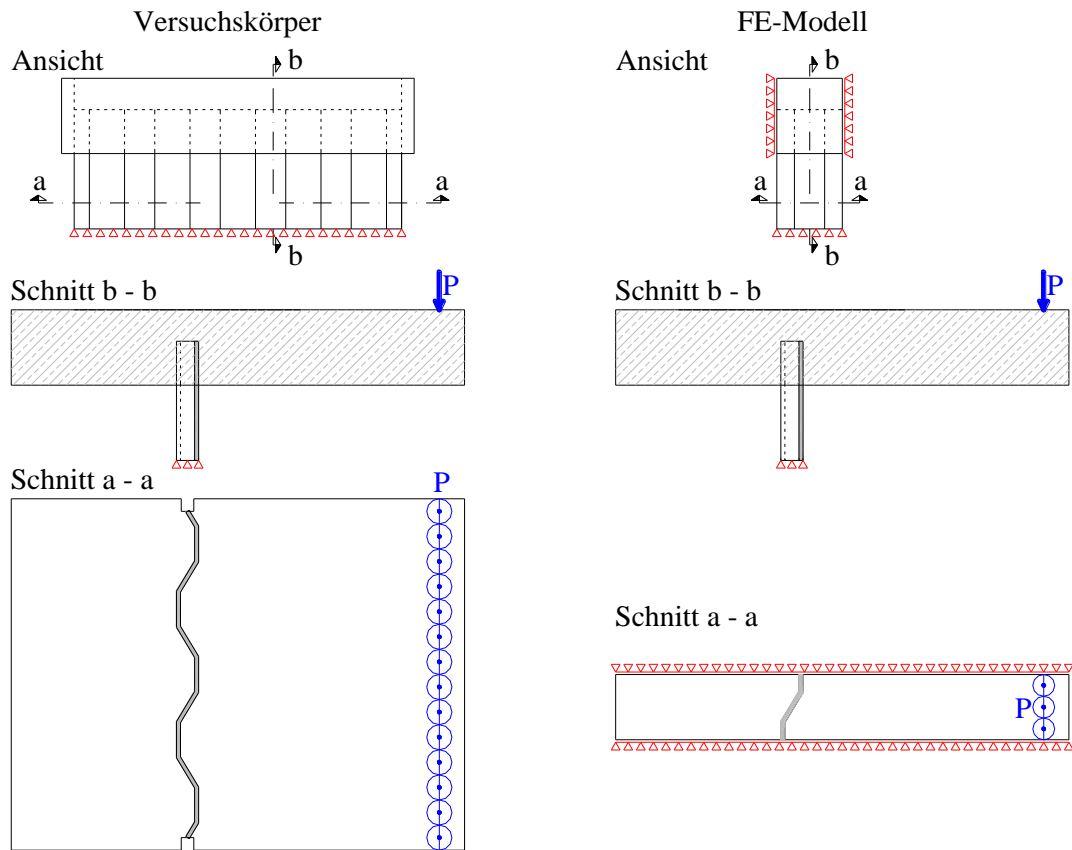 Versuchskörper
Ansicht
b
a
a
b
Schnitt b - b
P
Schnitt a - a
P
FE-Modell
Ansicht
b
a
a
b
Schnitt b - b
P
Schnitt a - a
P